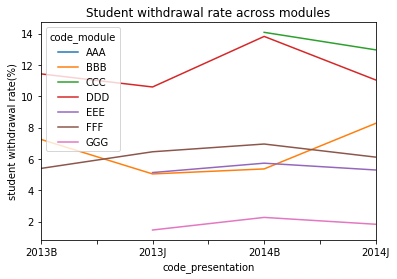 Student withdrawal rate across modules
student withdrawal rate(%)
14
12
10
8
6
4
2
code_module
AAA
BBB
CCC
DDD
EEE
FFF
GGG
2013B 2013J 2014B 2014J
code_presentation